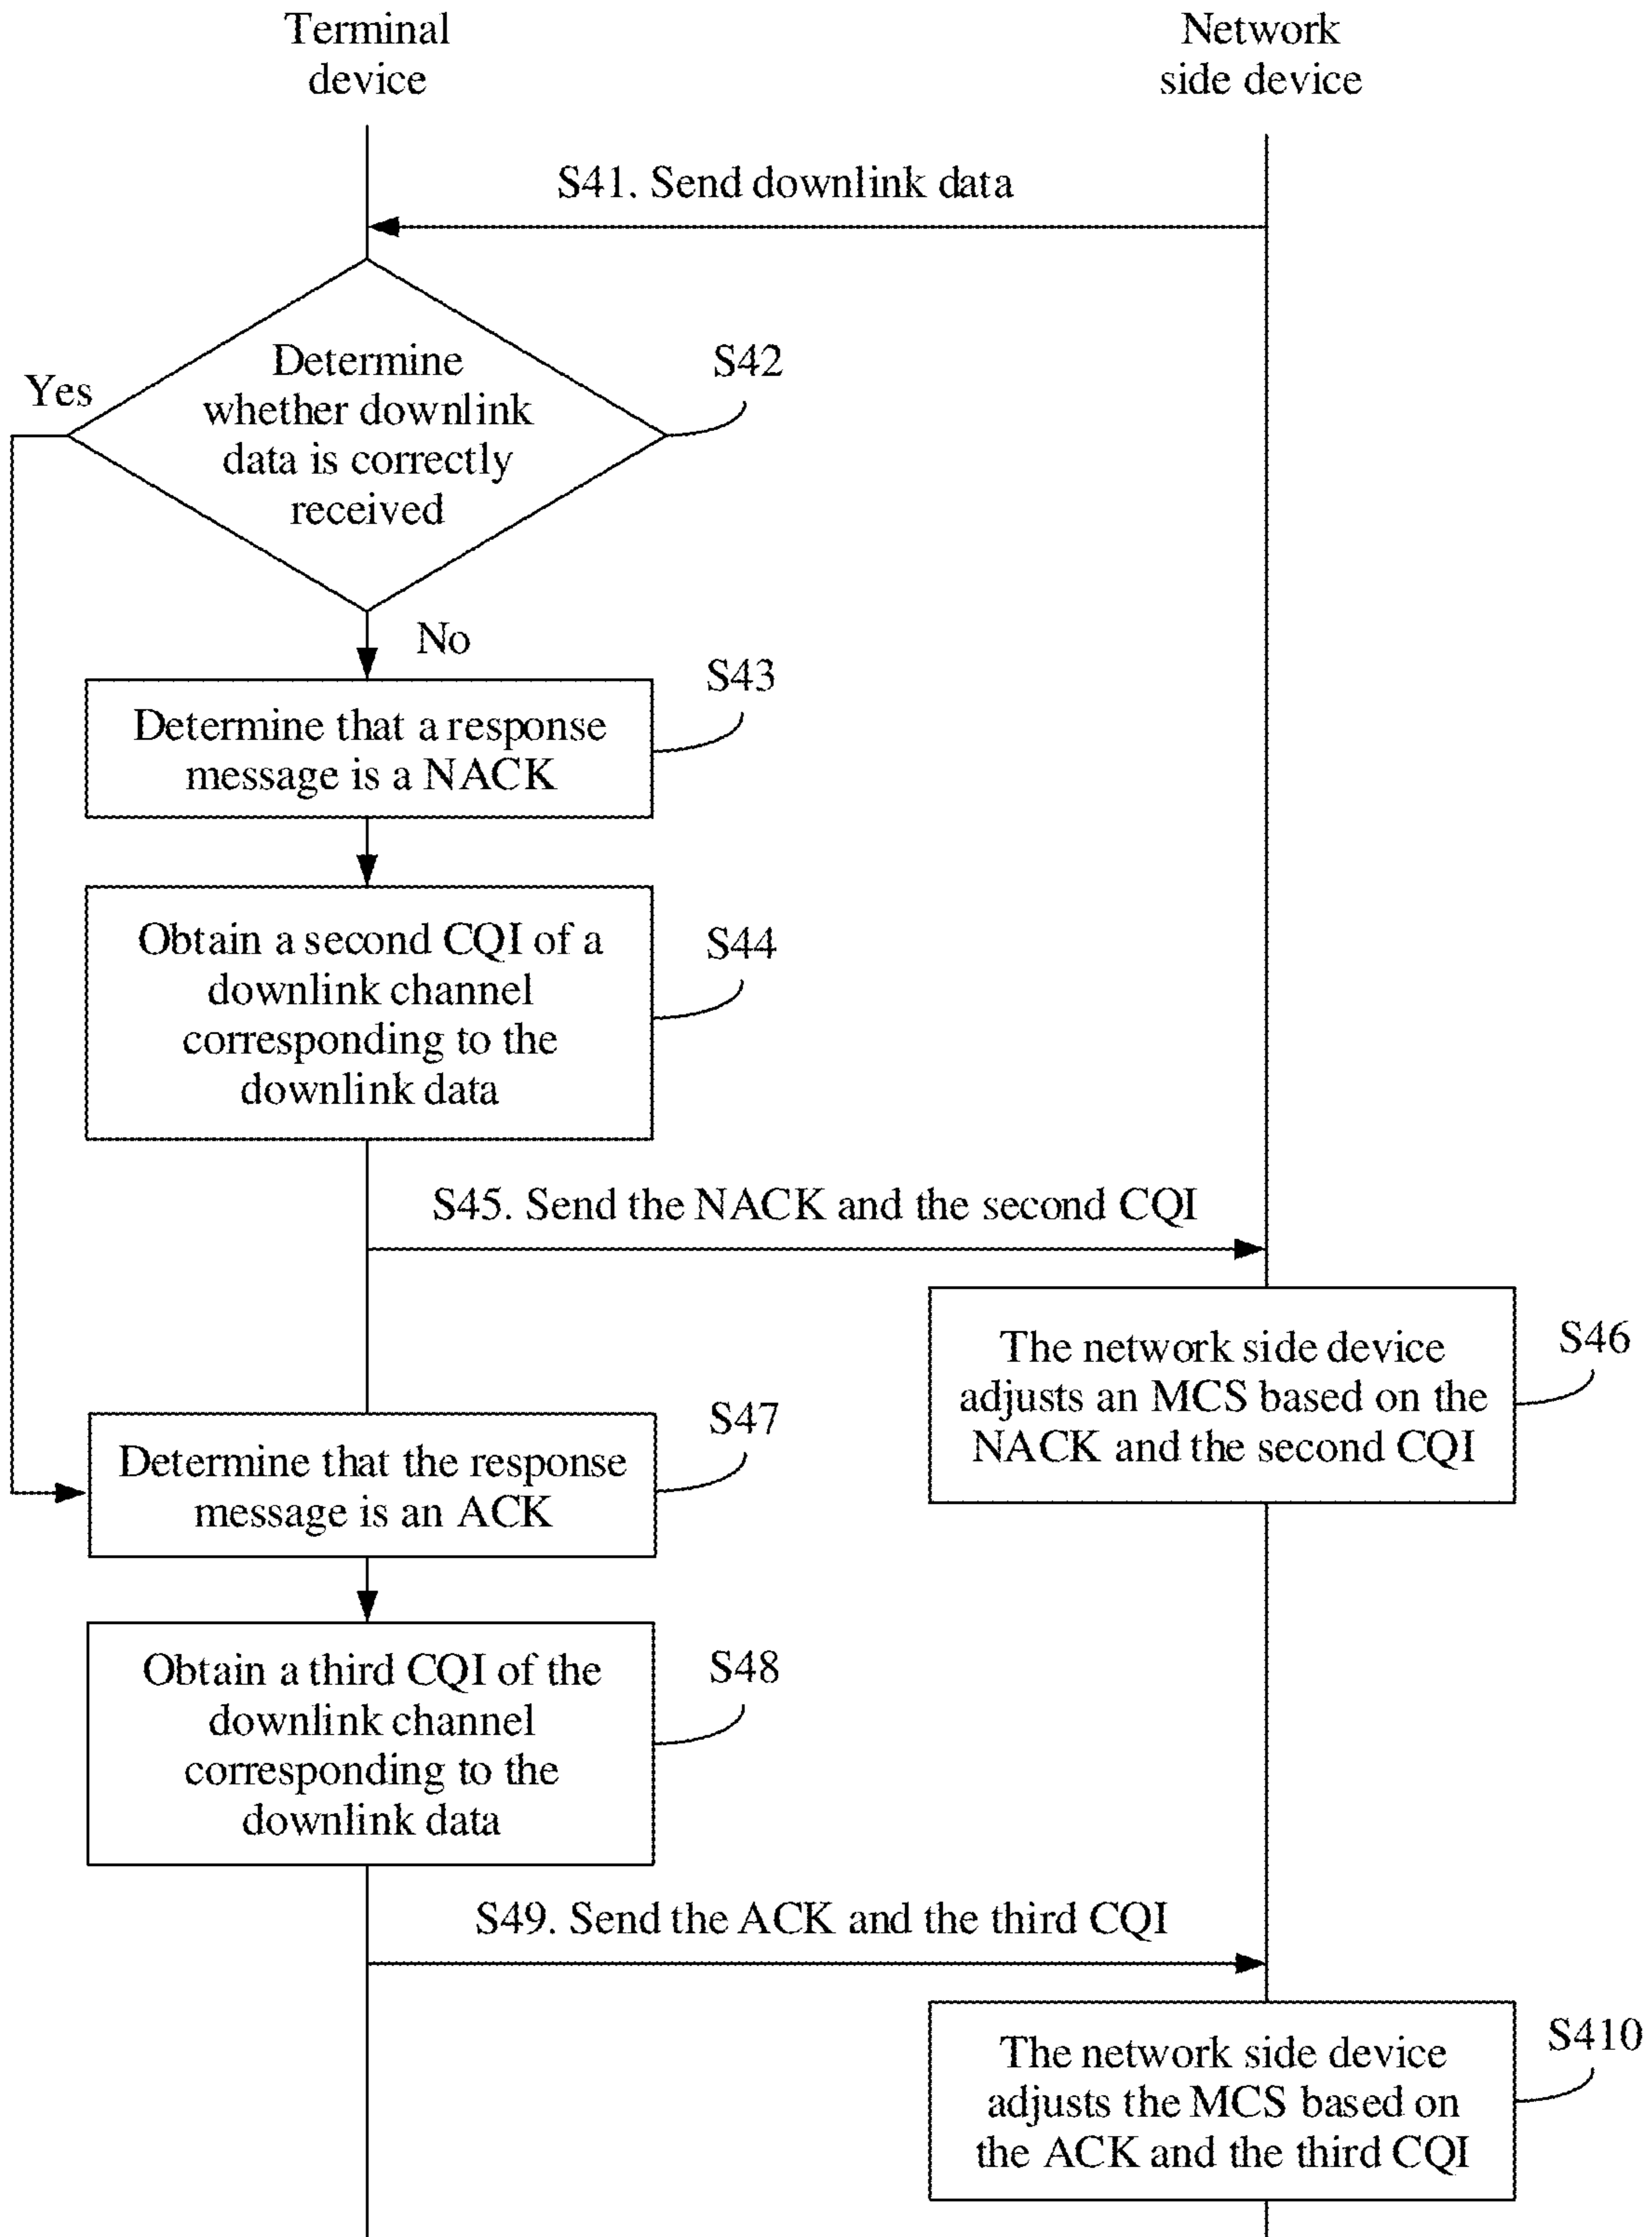 Terminal
device
Network
side device
S41. Send downlink data
Determine
whether downlink
data is correctly
received
S42
Yes
No
S43
Determine that a response
message is a NACK
Obtain a second CQI of a
downlink channel
corresponding to the
downlink data
S44
S45. Send the NACK and the second CQI
The network side device
adjusts an MCS based on the
NACK and the second CQI
S46
S47
Determine that the response
message is an ACK
Obtain a third CQI of the
downlink channel
corresponding to the
downlink data
S48
S49. Send the ACK and the third CQI
The network side device
adjusts the MCS based on
the ACK and the third CQI
S410